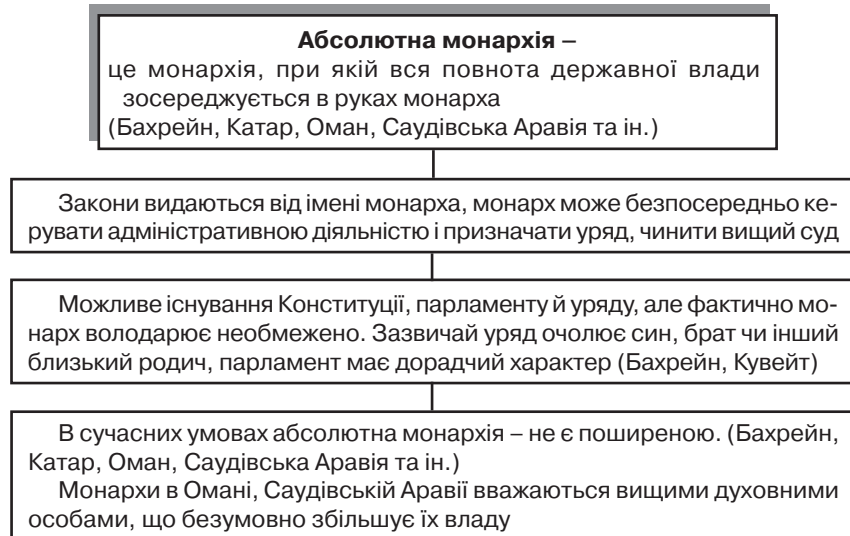 Абсолютна монархія –
це монархія, при якій вся повнота державної влади
зосереджується в руках монарха
(Бахрейн, Катар, Оман, Саудівська Аравія та ін.)
Закони видаються від імені монарха, монарх може безпосередньо ке-
рувати адміністративною діяльністю і призначати уряд, чинити вищий суд
Можливе існування Конституції, парламенту й уряду, але фактично мо-
нарх володарює необмежено. Зазвичай уряд очолює син, брат чи інший
близький родич, парламент має дорадчий характер (Бахрейн, Кувейт)
В сучасних умовах абсолютна монархія – не є поширеною. (Бахрейн,
Катар, Оман, Саудівська Аравія та ін.)
Монархи в Омані, Саудівській Аравії вважаються вищими духовними
особами, що безумовно збільшує їх владу